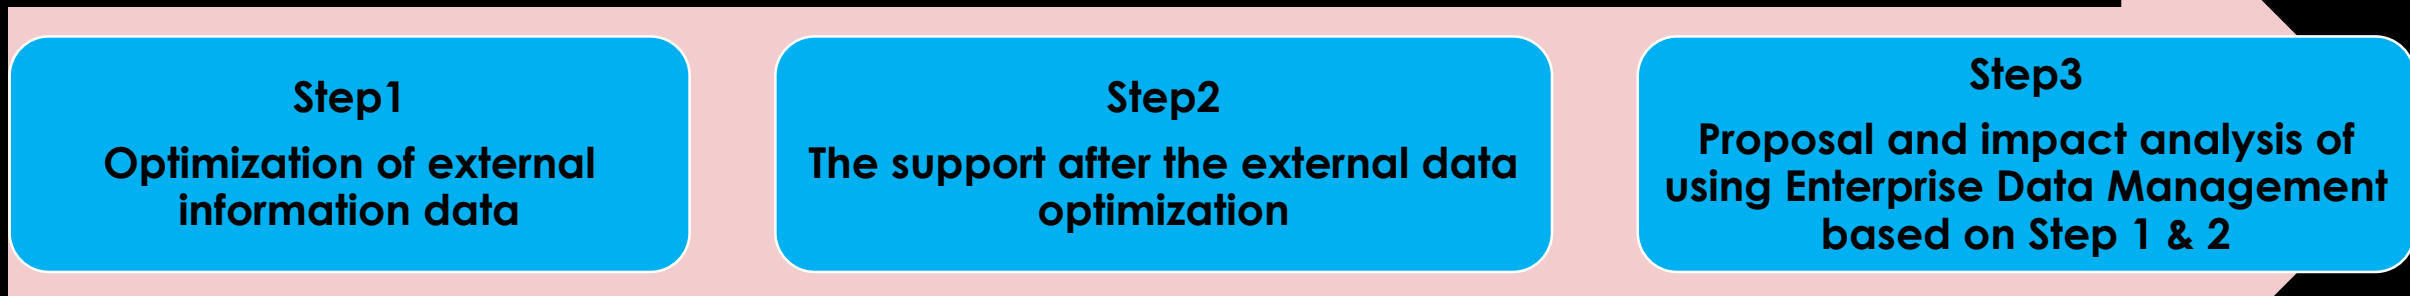 Step1
Optimization of external
information data
Step2
The support after the external data
optimization
Step3
Proposal and impact analysis of
using Enterprise Data Management
based on Step 1 & 2